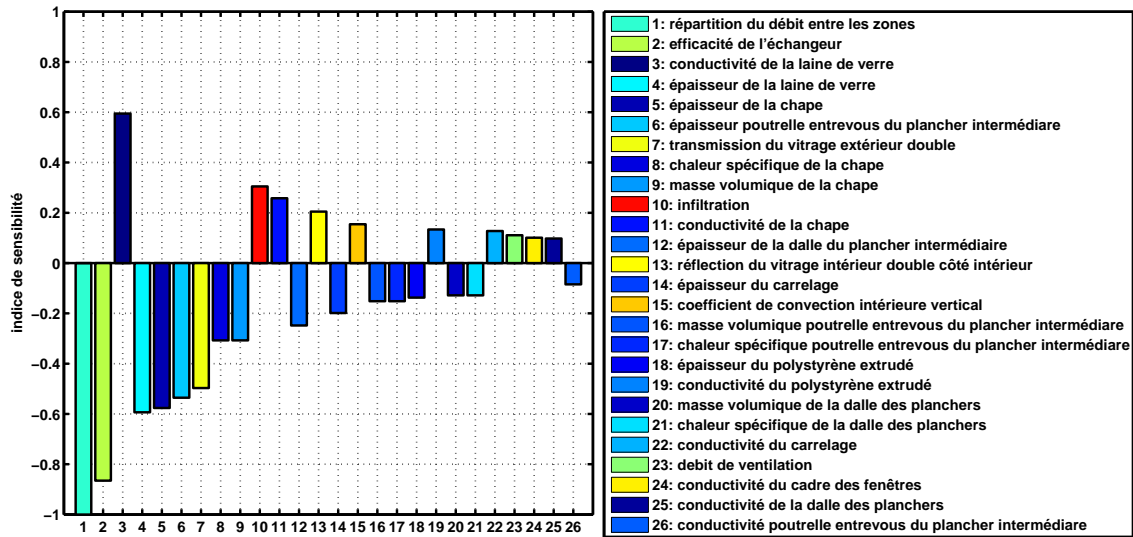 1
0.8
0.6
0.4
0.2
0
−0.2
−0.4
−0.6
−0.8
−1
indice de sensibilité
1 2 3 4 5 6 7 8 9 10 11 12 13 14 15 16 17 18 19 20 21 22 23 24 25 26
1: répartition du débit entre les zones
2: efficacité de l'échangeur
3: conductivité de la laine de verre
4: épaisseur de la laine de verre
5: épaisseur de la chape
6: épaisseur poutrelle entrevous du plancher intermédiare
7: transmission du vitrage extérieur double
8: chaleur spécifique de la chape
9: masse volumique de la chape
10: infiltration
11: conductivité de la chape
12: épaisseur de la dalle du plancher intermédiaire
13: réflection du vitrage intérieur double côté intérieur
14: épaisseur du carrelage
15: coefficient de convection intérieure vertical
16: masse volumique poutrelle entrevous du plancher intermédiare
17: chaleur spécifique poutrelle entrevous du plancher intermédiare
18: épaisseur du polystyrène extrudé
19: conductivité du polystyrène extrudé
20: masse volumique de la dalle des planchers
21: chaleur spécifique de la dalle des planchers
22: conductivité du carrelage
23: debit de ventilation
24: conductivité du cadre des fenêtres
25: conductivité de la dalle des planchers
26: conductivité poutrelle entrevous du plancher intermédiare